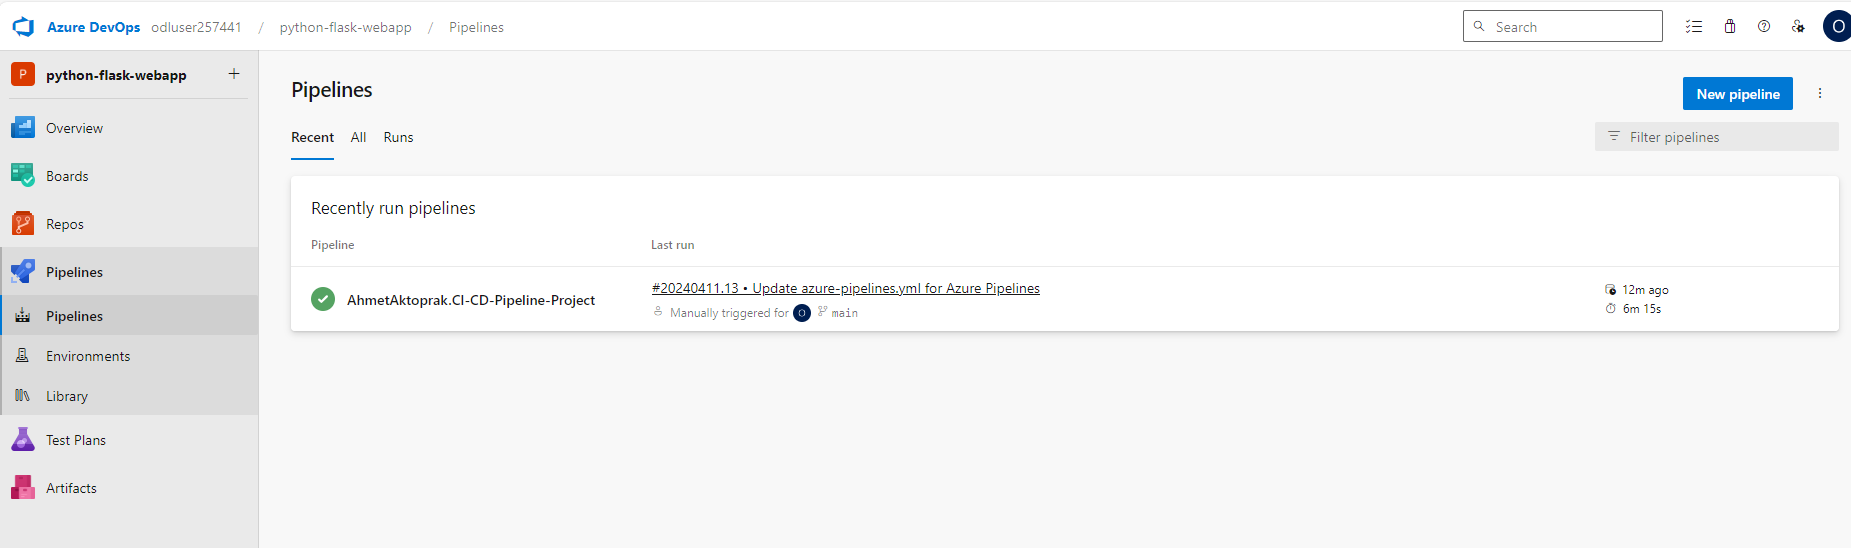 Azure DevOps odluser257441 / python-flask-webapp / Pipelines
Search
O
P python-flask-webapp +
Overview
Boards
Repos
Pipelines
Pipelines
Environments
Library
Test Plans
Artifacts
Pipelines
New pipeline
Recent All Runs
Filter pipelines
Recently run pipelines
Pipeline Last run
AhmetAktoprak.CI-CD-Pipeline-Project
#20240411.13 • Update azure-pipelines.yml for Azure Pipelines
Manually triggered for O main
12m ago
6m 15s